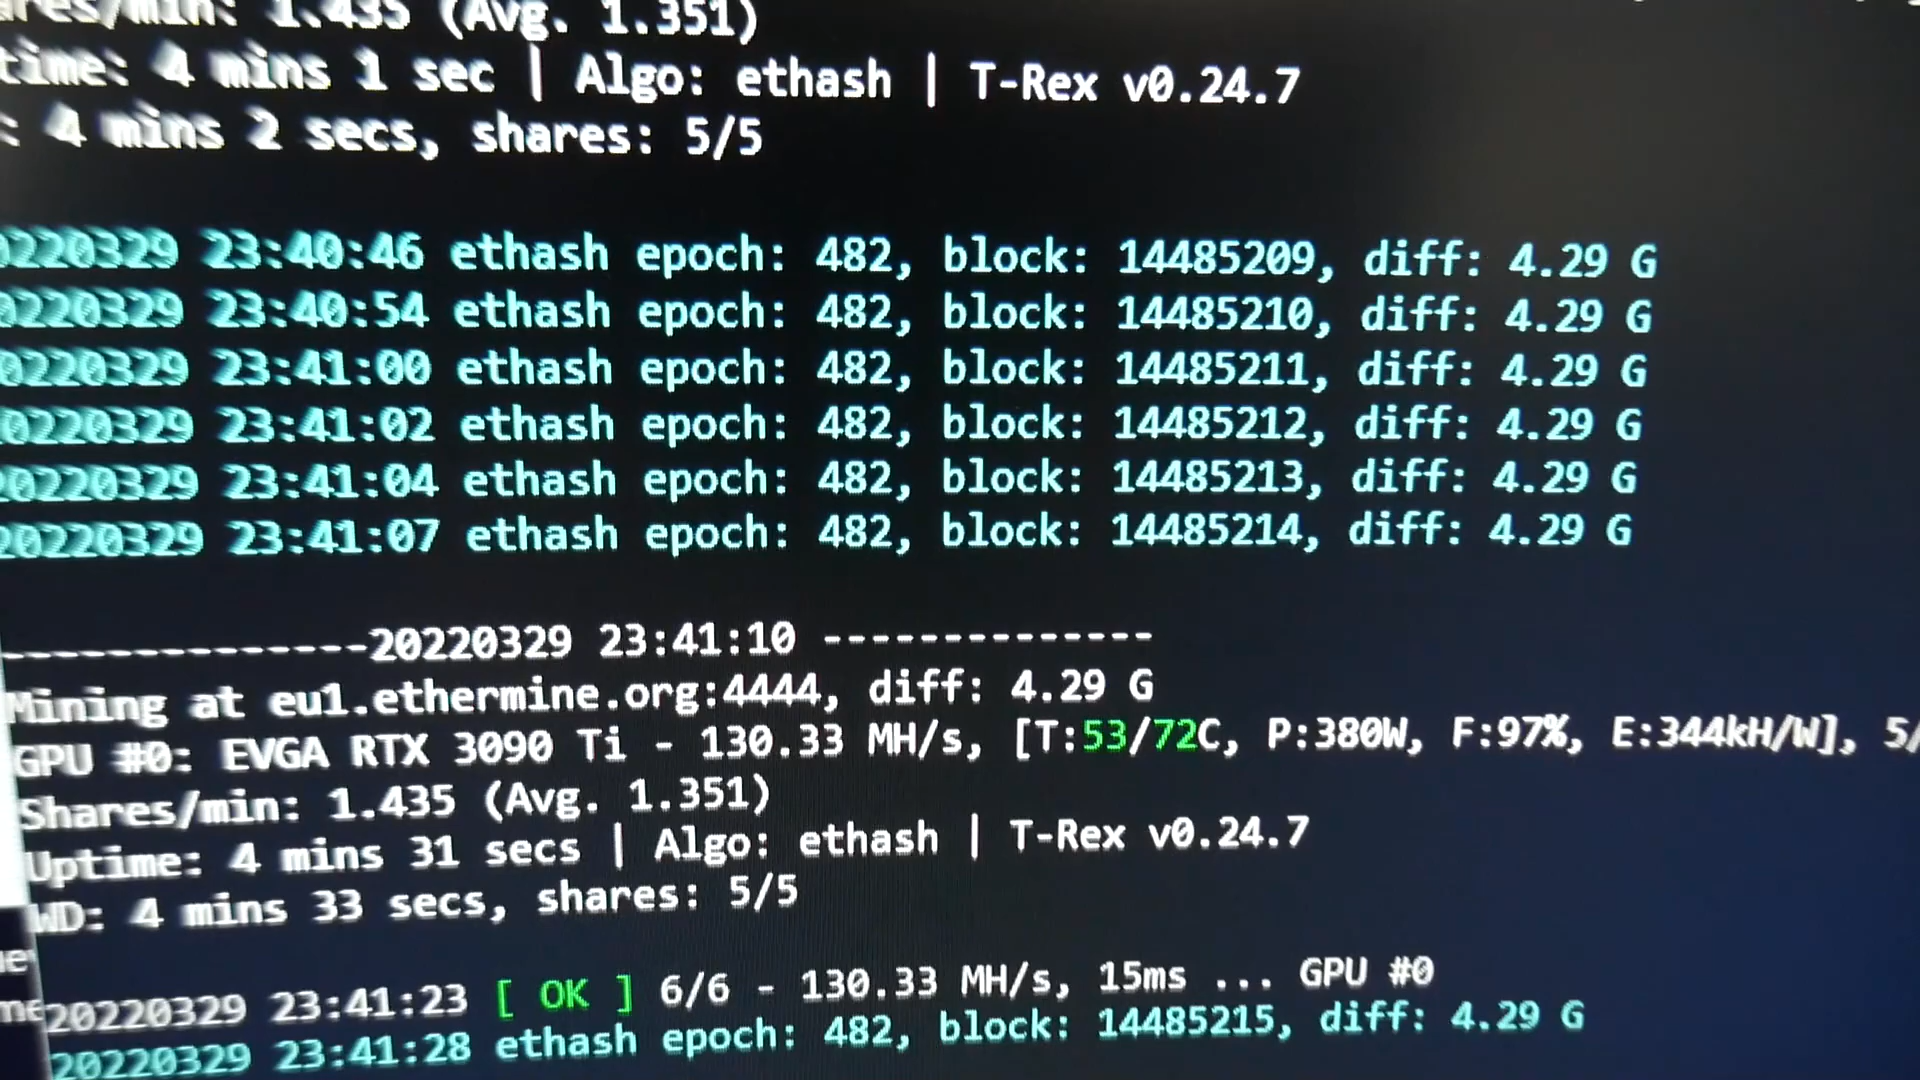 res/min: 1.435 (Avg. 1.351)
time: 4 mins 1 sec | Algo: ethash | T-Rex v0.24.7
: 4 mins 2 secs, shares: 5/5
20220329 23:40:46 ethash epoch: 482, block: 14485209, diff: 4.29 G
20220329 23:40:54 ethash epoch: 482, block: 14485210, diff: 4.29 G
20220329 23:41:00 ethash epoch: 482, block: 14485211, diff: 4.29 G
20220329 23:41:02 ethash epoch: 482, block: 14485212, diff: 4.29 G
20220329 23:41:04 ethash epoch: 482, block: 14485213, diff: 4.29 G
20220329 23:41:07 ethash epoch: 482, block: 14485214, diff: 4.29 G
--------------20220329 23:41:10 --------------
Mining at eu1.ethermine.org:4444, diff: 4.29 G
GPU #0: EVGA RTX 3090 Ti - 130.33 MH/s, [T:53/72C, P:380W, F:97%, E:344kH/W], 5/
Shares/min: 1.435 (Avg. 1.351)
Uptime: 4 mins 31 secs | Algo: ethash | T-Rex v0.24.7
WD: 4 mins 33 secs, shares: 5/5
20220329 23:41:23 [ OK ] 6/6 - 130.33 MH/s, 15ms ... GPU #0
20220329 23:41:28 ethash epoch: 482, block: 14485215, diff: 4.29 G